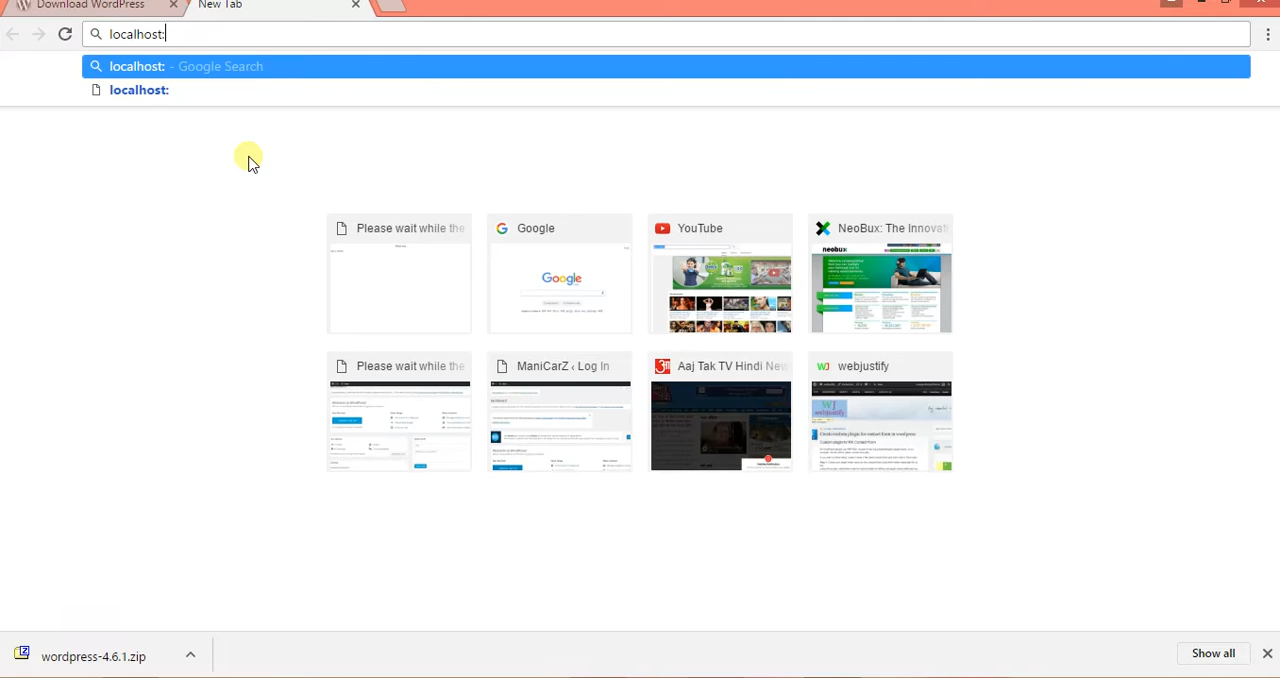 Download WordPress
New Tab
localhost:
localhost: - Google Search
localhost:
Please wait while the
Google
YouTube
NeoBux: The Innovat
Please wait while the
ManiCarZ ‹ Log In
Aaj Tak TV Hindi New
webjustify
wordpress-4.6.1.zip
Show all